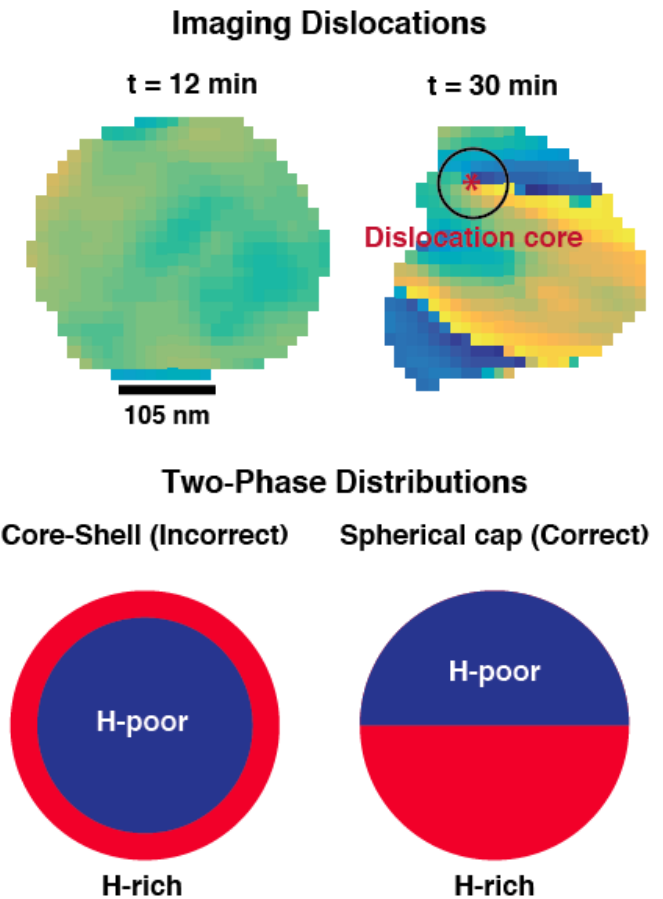 Imaging Dislocations
t = 12 min
t = 30 min
*
Dislocation core
105 nm
Two-Phase Distributions
Core-Shell (Incorrect)
Spherical cap (Correct)
H-poor
H-poor
H-rich
H-rich